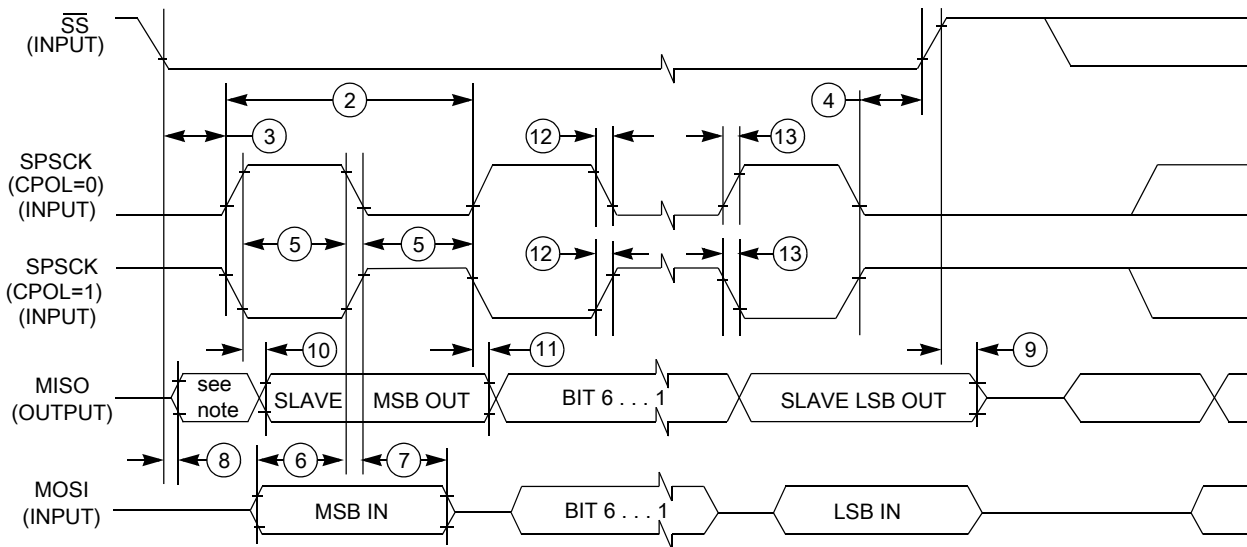 SS
(INPUT)
2
4
3
12
13
SPSCK
(CPOL=0)
(INPUT)
5
5
SPSCK
(CPOL=1)
(INPUT)
12
13
10
11
9
MISO
(OUTPUT)
see
note
SLAVE
MSB OUT
BIT 6 . . . 1
SLAVE LSB OUT
8
6
7
MOSI
(INPUT)
MSB IN
BIT 6 . . . 1
LSB IN